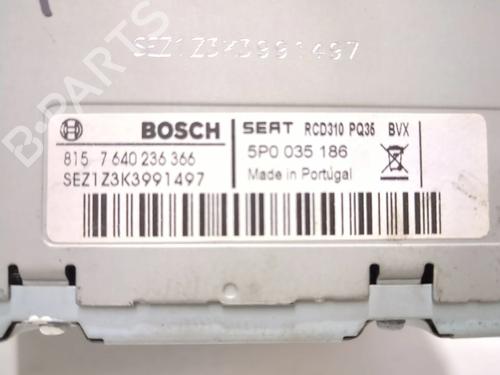 SEZ1Z3K3991497
BOSCH
SEAT RCD310 PQ35 BVX
815 7 640 236 366
5P0 035 186
SEZ1Z3K3991497
Made in Portugal
B-PARTS